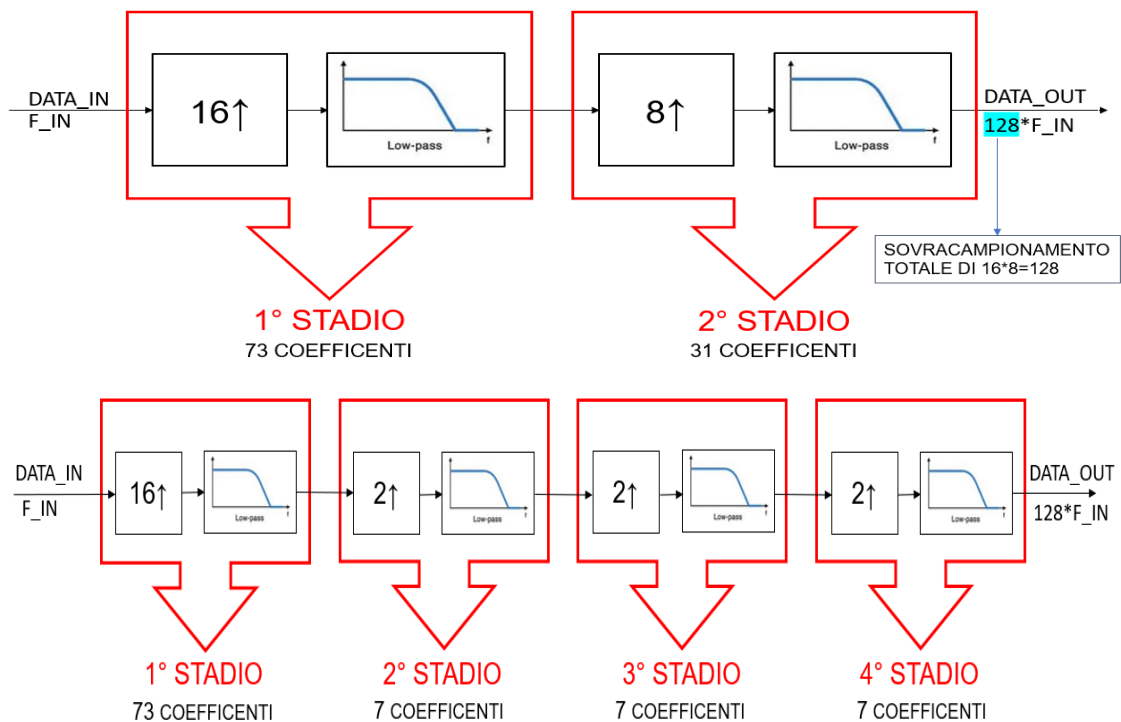 DATA_IN
F_IN
16↑
Low-pass
f
8↑
Low-pass
f
DATA_OUT
128*F_IN
SOVRACAMPIONAMENTO
TOTALE DI 16*8=128
1° STADIO
73 COEFFICENTI
2° STADIO
31 COEFFICENTI
DATA_IN
F_IN
16↑
Low-pass
f
2↑
Low-pass
f
2↑
Low-pass
f
2↑
Low-pass
f
DATA_OUT
128*F_IN
1° STADIO
73 COEFFICENTI
2° STADIO
7 COEFFICENTI
3° STADIO
7 COEFFICENTI
4° STADIO
7 COEFFICENTI